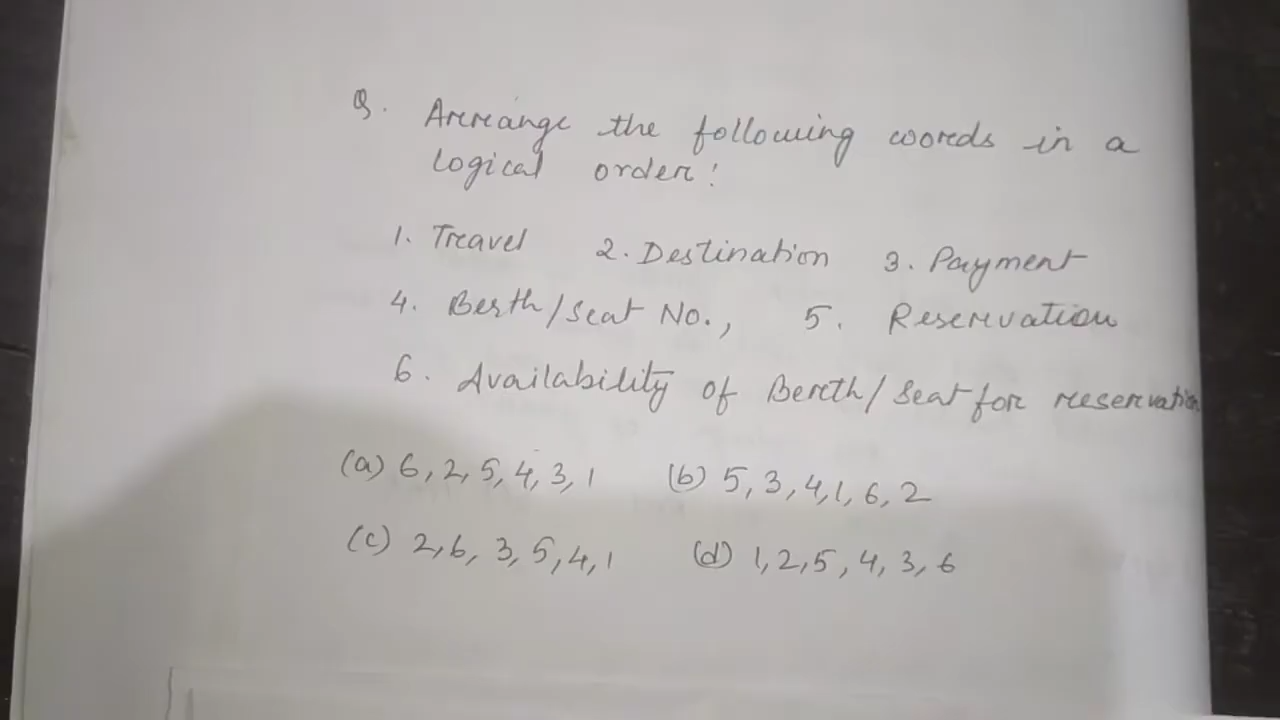 Q. Arrange the following words in a
logical order:
1. Travel 2. Destination 3. Payment
4. Berth/Seat No., 5. Reservation
6. Availability of Berth/Seat for reservation
(a) 6, 2, 5, 4, 3, 1 (b) 5, 3, 4, 1, 6, 2
(c) 2, 6, 3, 5, 4, 1 (d) 1, 2, 5, 4, 3, 6